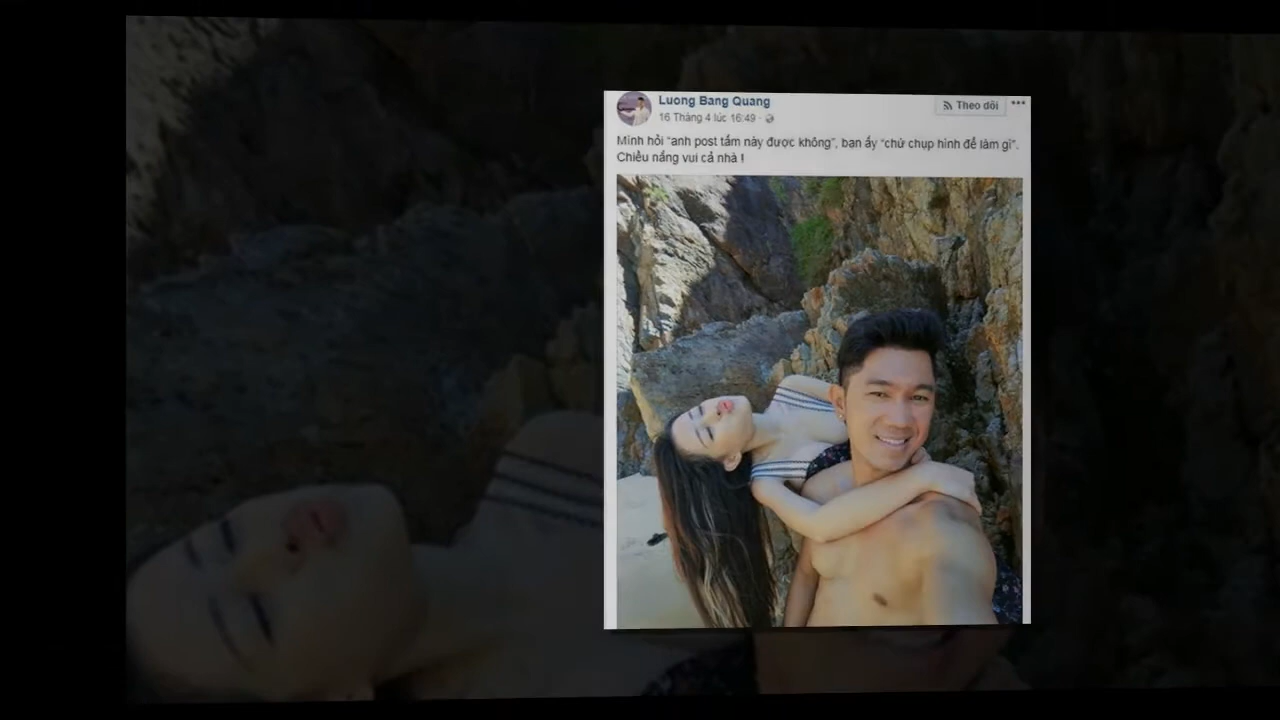 Luong Bang Quang
16 Tháng 4 lúc 16:49 ·
Theo dõi
Mình hỏi “anh post tấm này được không”, bạn ấy “chứ chụp hình để làm gì”.
Chiều nắng vui cả nhà !